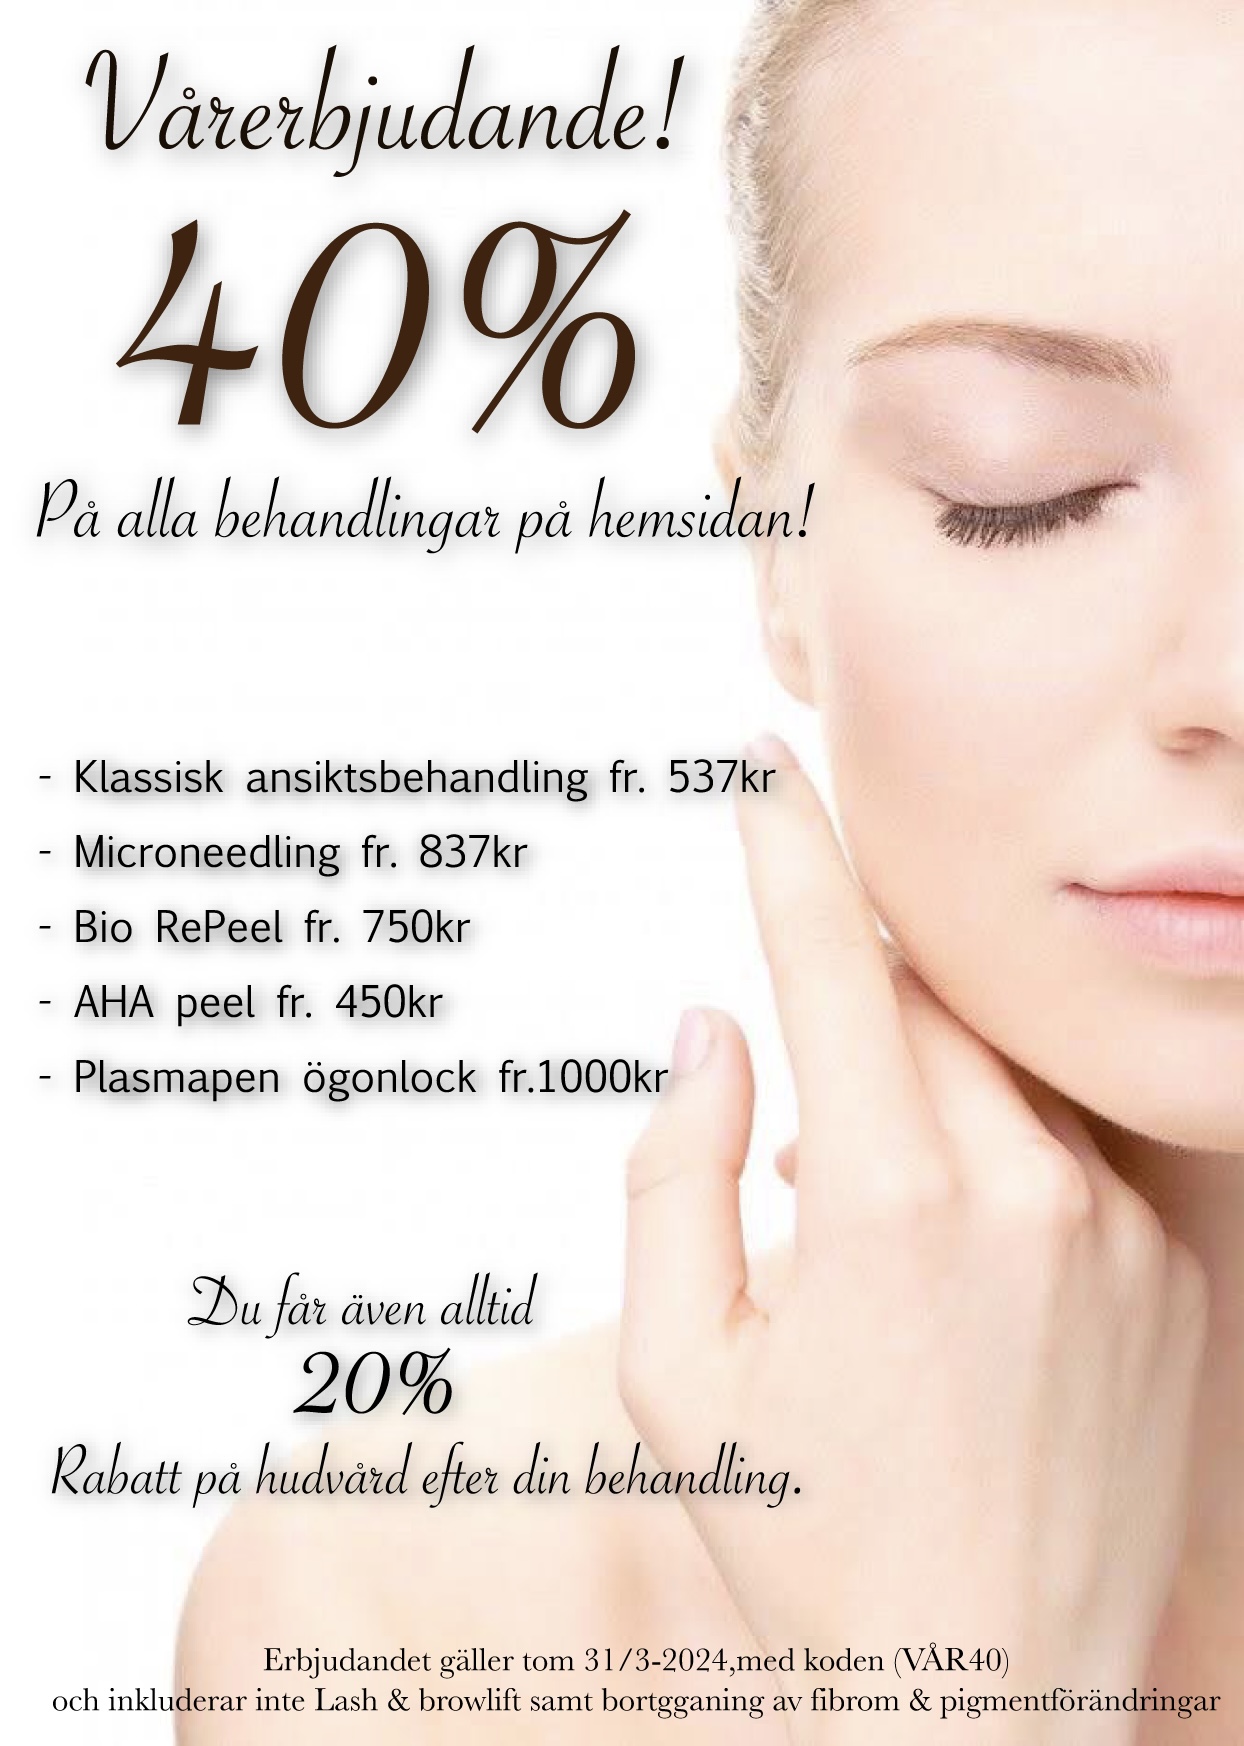 Vårerbjudande!
40%
På alla behandlingar på hemsidan!
- Klassisk ansiktsbehandling fr. 537kr
- Microneedling fr. 837kr
- Bio RePeel fr. 750kr
- AHA peel fr. 450kr
- Plasmapen ögonlock fr.1000kr
Du får även alltid
20%
Rabatt på hudvård efter din behandling.
Erbjudandet gäller tom 31/3-2024,med koden (VÅR40)
och inkluderar inte Lash & browlift samt bortgganing av fibrom & pigmentförändringar